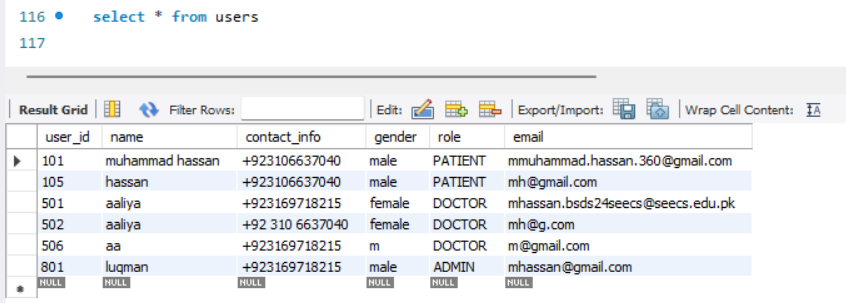 116 select * from users
117
Result Grid Filter Rows: Edit: Export/Import: Wrap Cell Content:
user_id name contact_info gender role email
101 muhammad hassan +923106637040 male PATIENT mmuhammad.hassan.360@gmail.com
105 hassan +923106637040 male PATIENT mh@gmail.com
501 aaliya +923169718215 female DOCTOR mhassan.bsds24seecs@seecs.edu.pk
502 aaliya +92 310 6637040 female DOCTOR mh@g.com
506 aa +923169718215 m DOCTOR m@gmail.com
801 luqman +923169718215 male ADMIN mhassan@gmail.com
NULL NULL NULL NULL NULL NULL